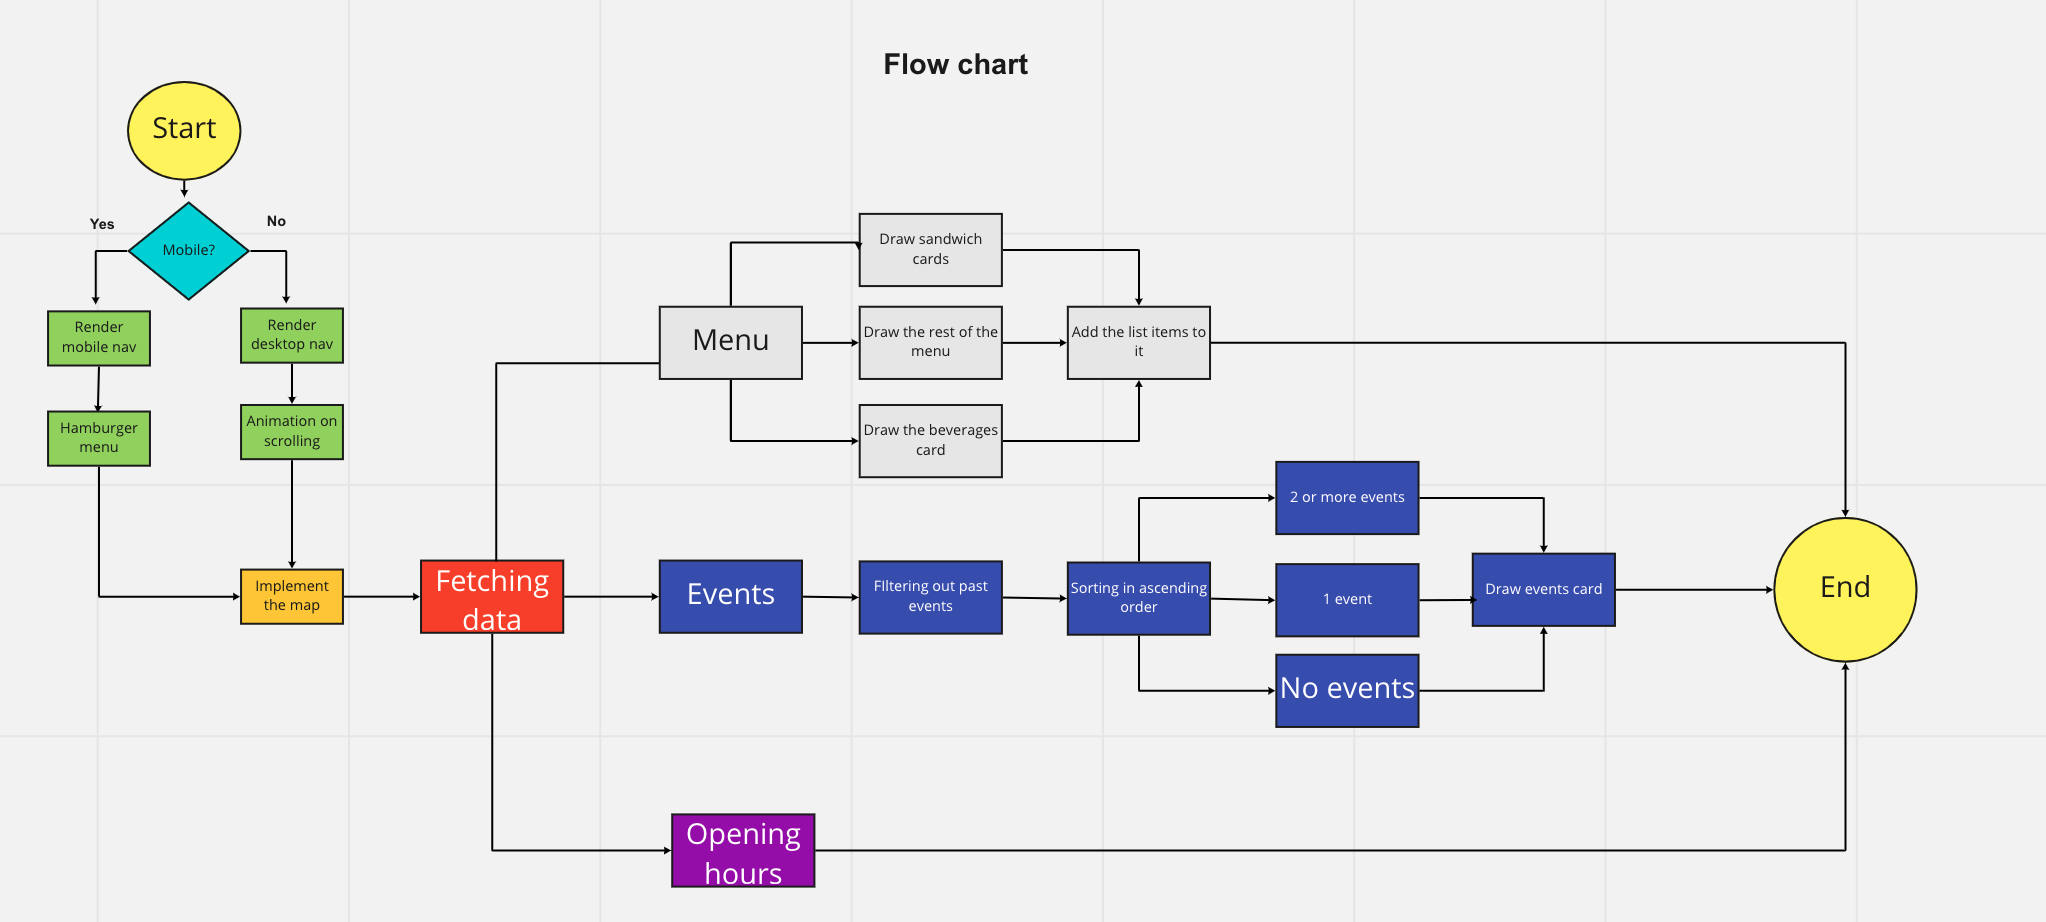 Flow chart
Start
Yes
No
Mobile?
Render
mobile nav
Render
desktop nav
Hamburger
menu
Animation on
scrolling
Implement
the map
Fetching
data
Menu
Draw sandwich
cards
Draw the rest of the
menu
Draw the beverages
card
Add the list items to
it
Events
FIltering out past
events
Sorting in ascending
order
2 or more events
1 event
No events
Draw events card
Opening
hours
End